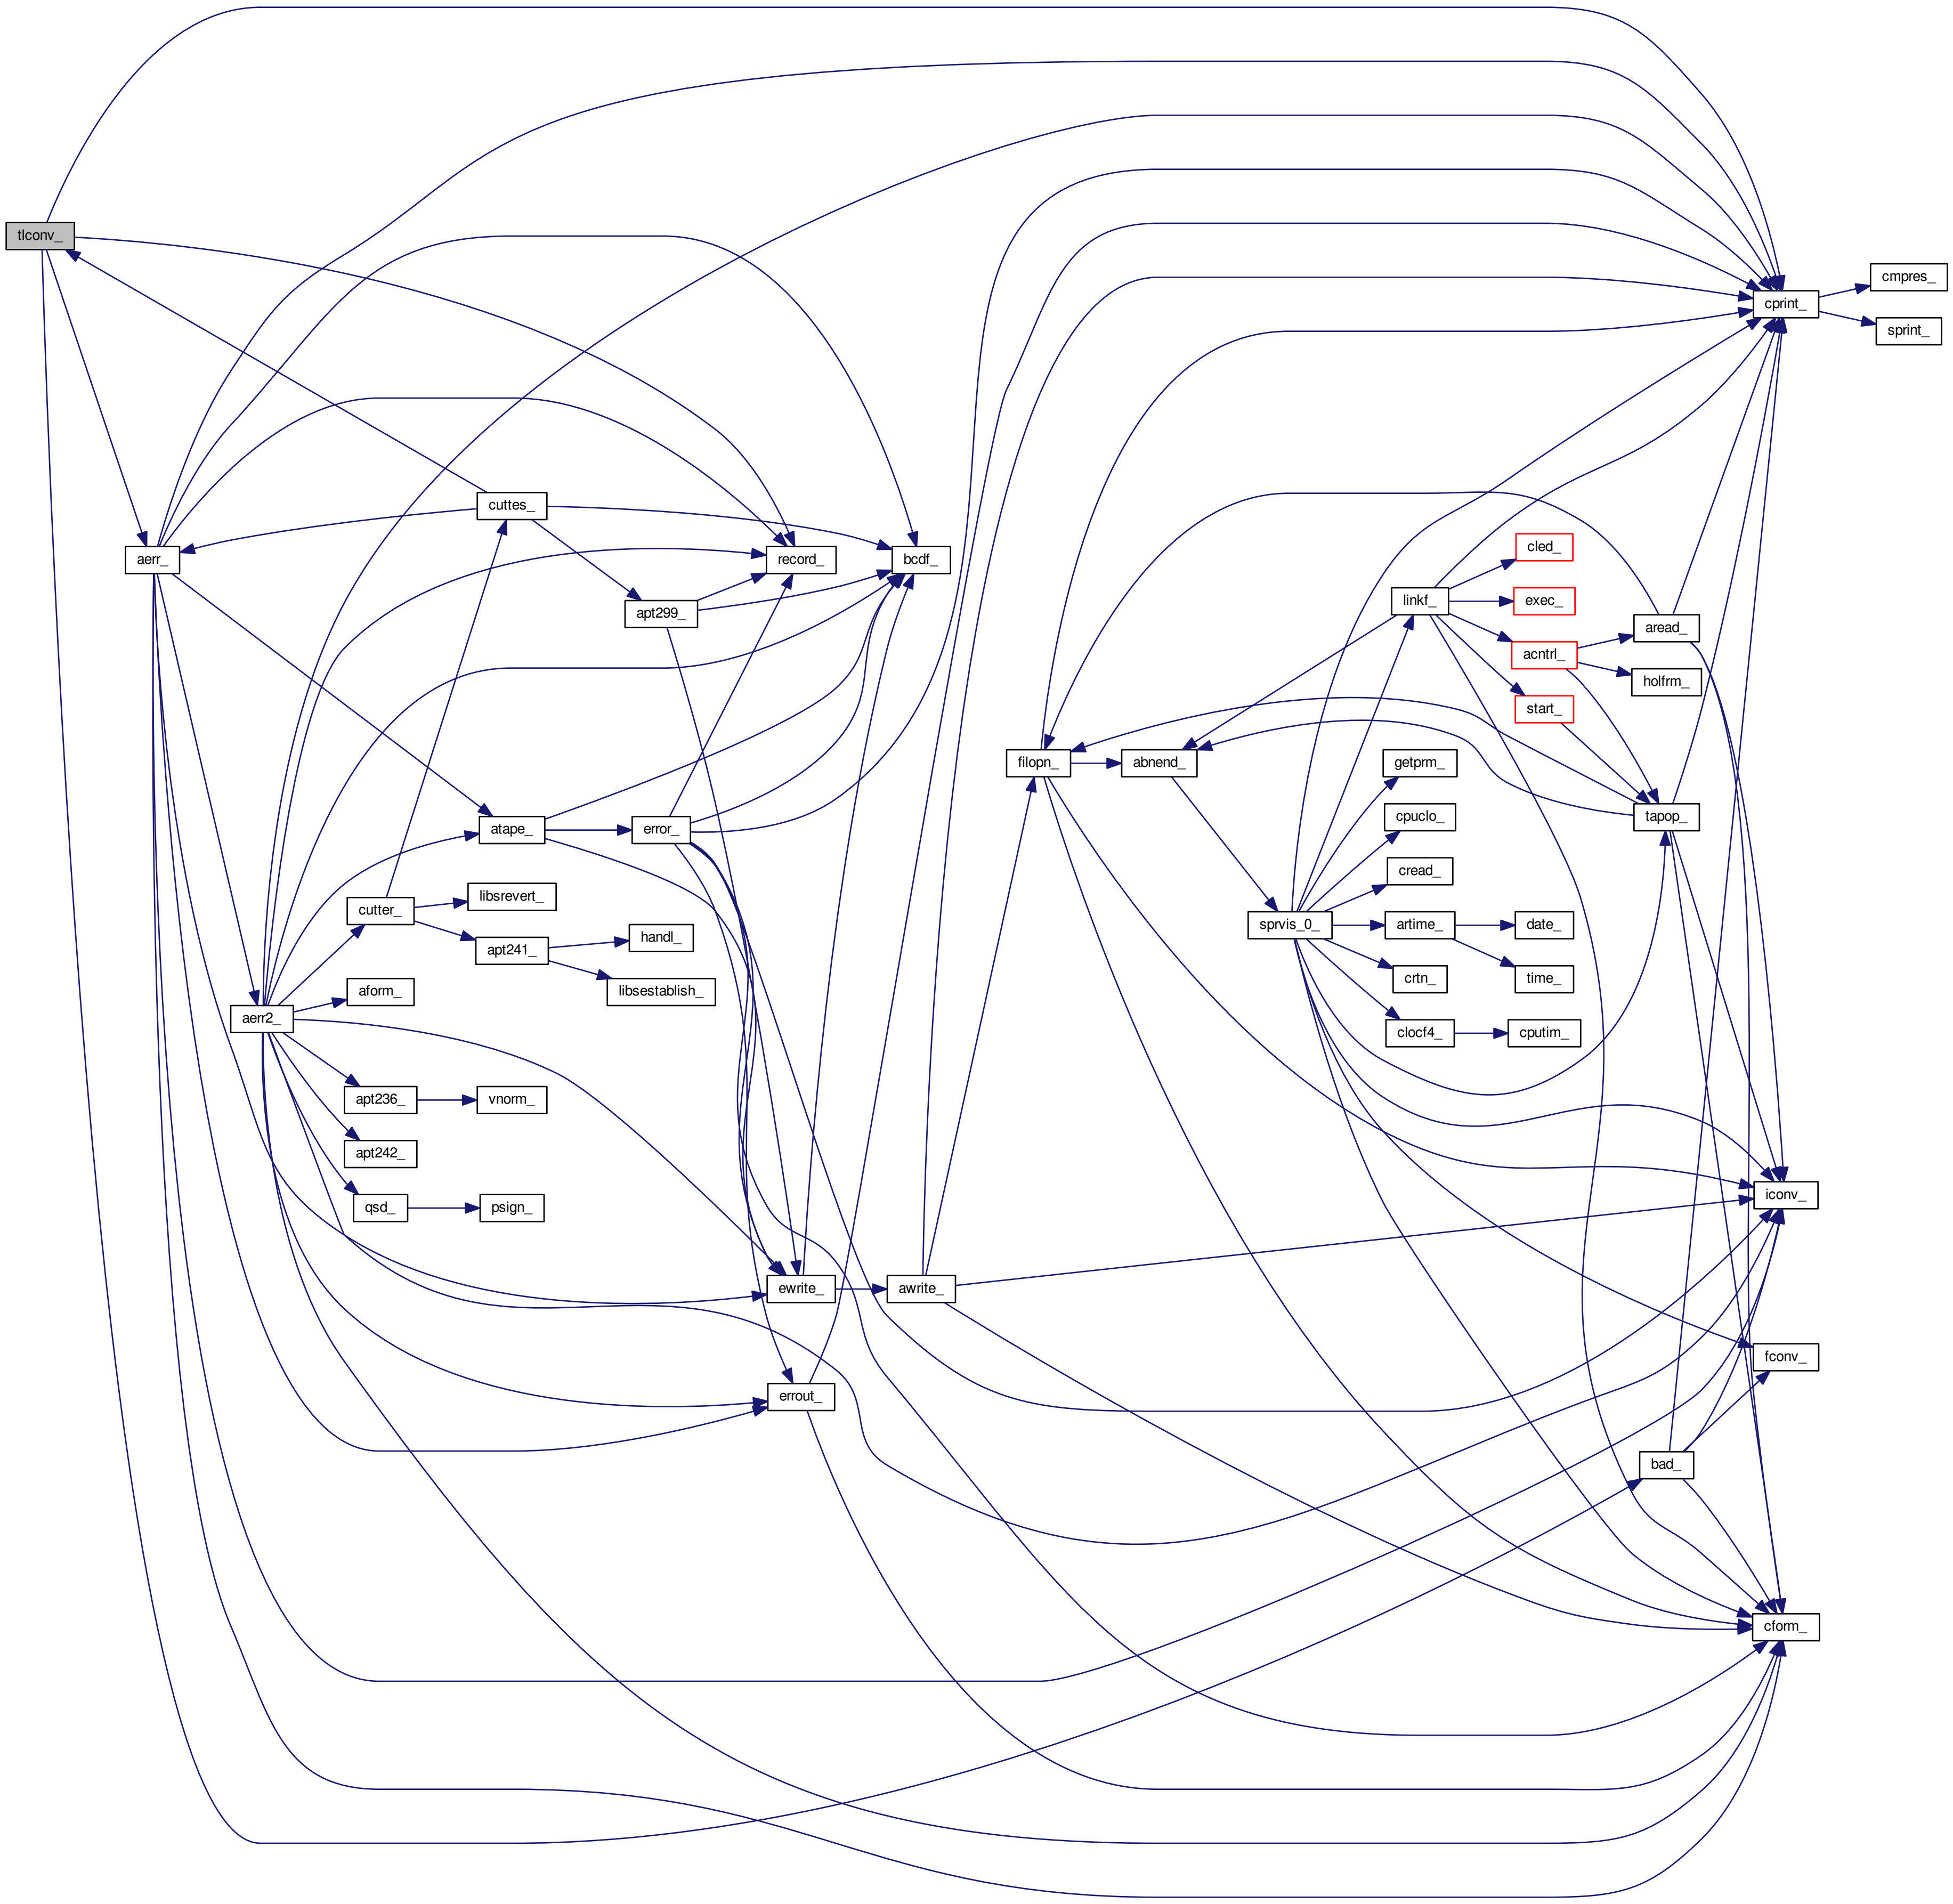 tlconv_
cmpres_
cprint_
sprint_
cuttes_
cled_
aerr_
record_
bcdf_
linkf_
exec_
apt299_
aread_
acntrl_
holfrm_
start_
filopn_
abnend_
getprm_
atape_
error_
cpuclo_
tapop_
cread_
libsrevert_
cutter_
sprvis_0_
artime_
date_
handl_
apt241_
aform_
libsestablish_
crtn_
time_
aerr2_
clocf4_
cputim_
apt236_
vnorm_
apt242_
iconv_
qsd_
psign_
ewrite_
awrite_
fconv_
errout_
bad_
cform_